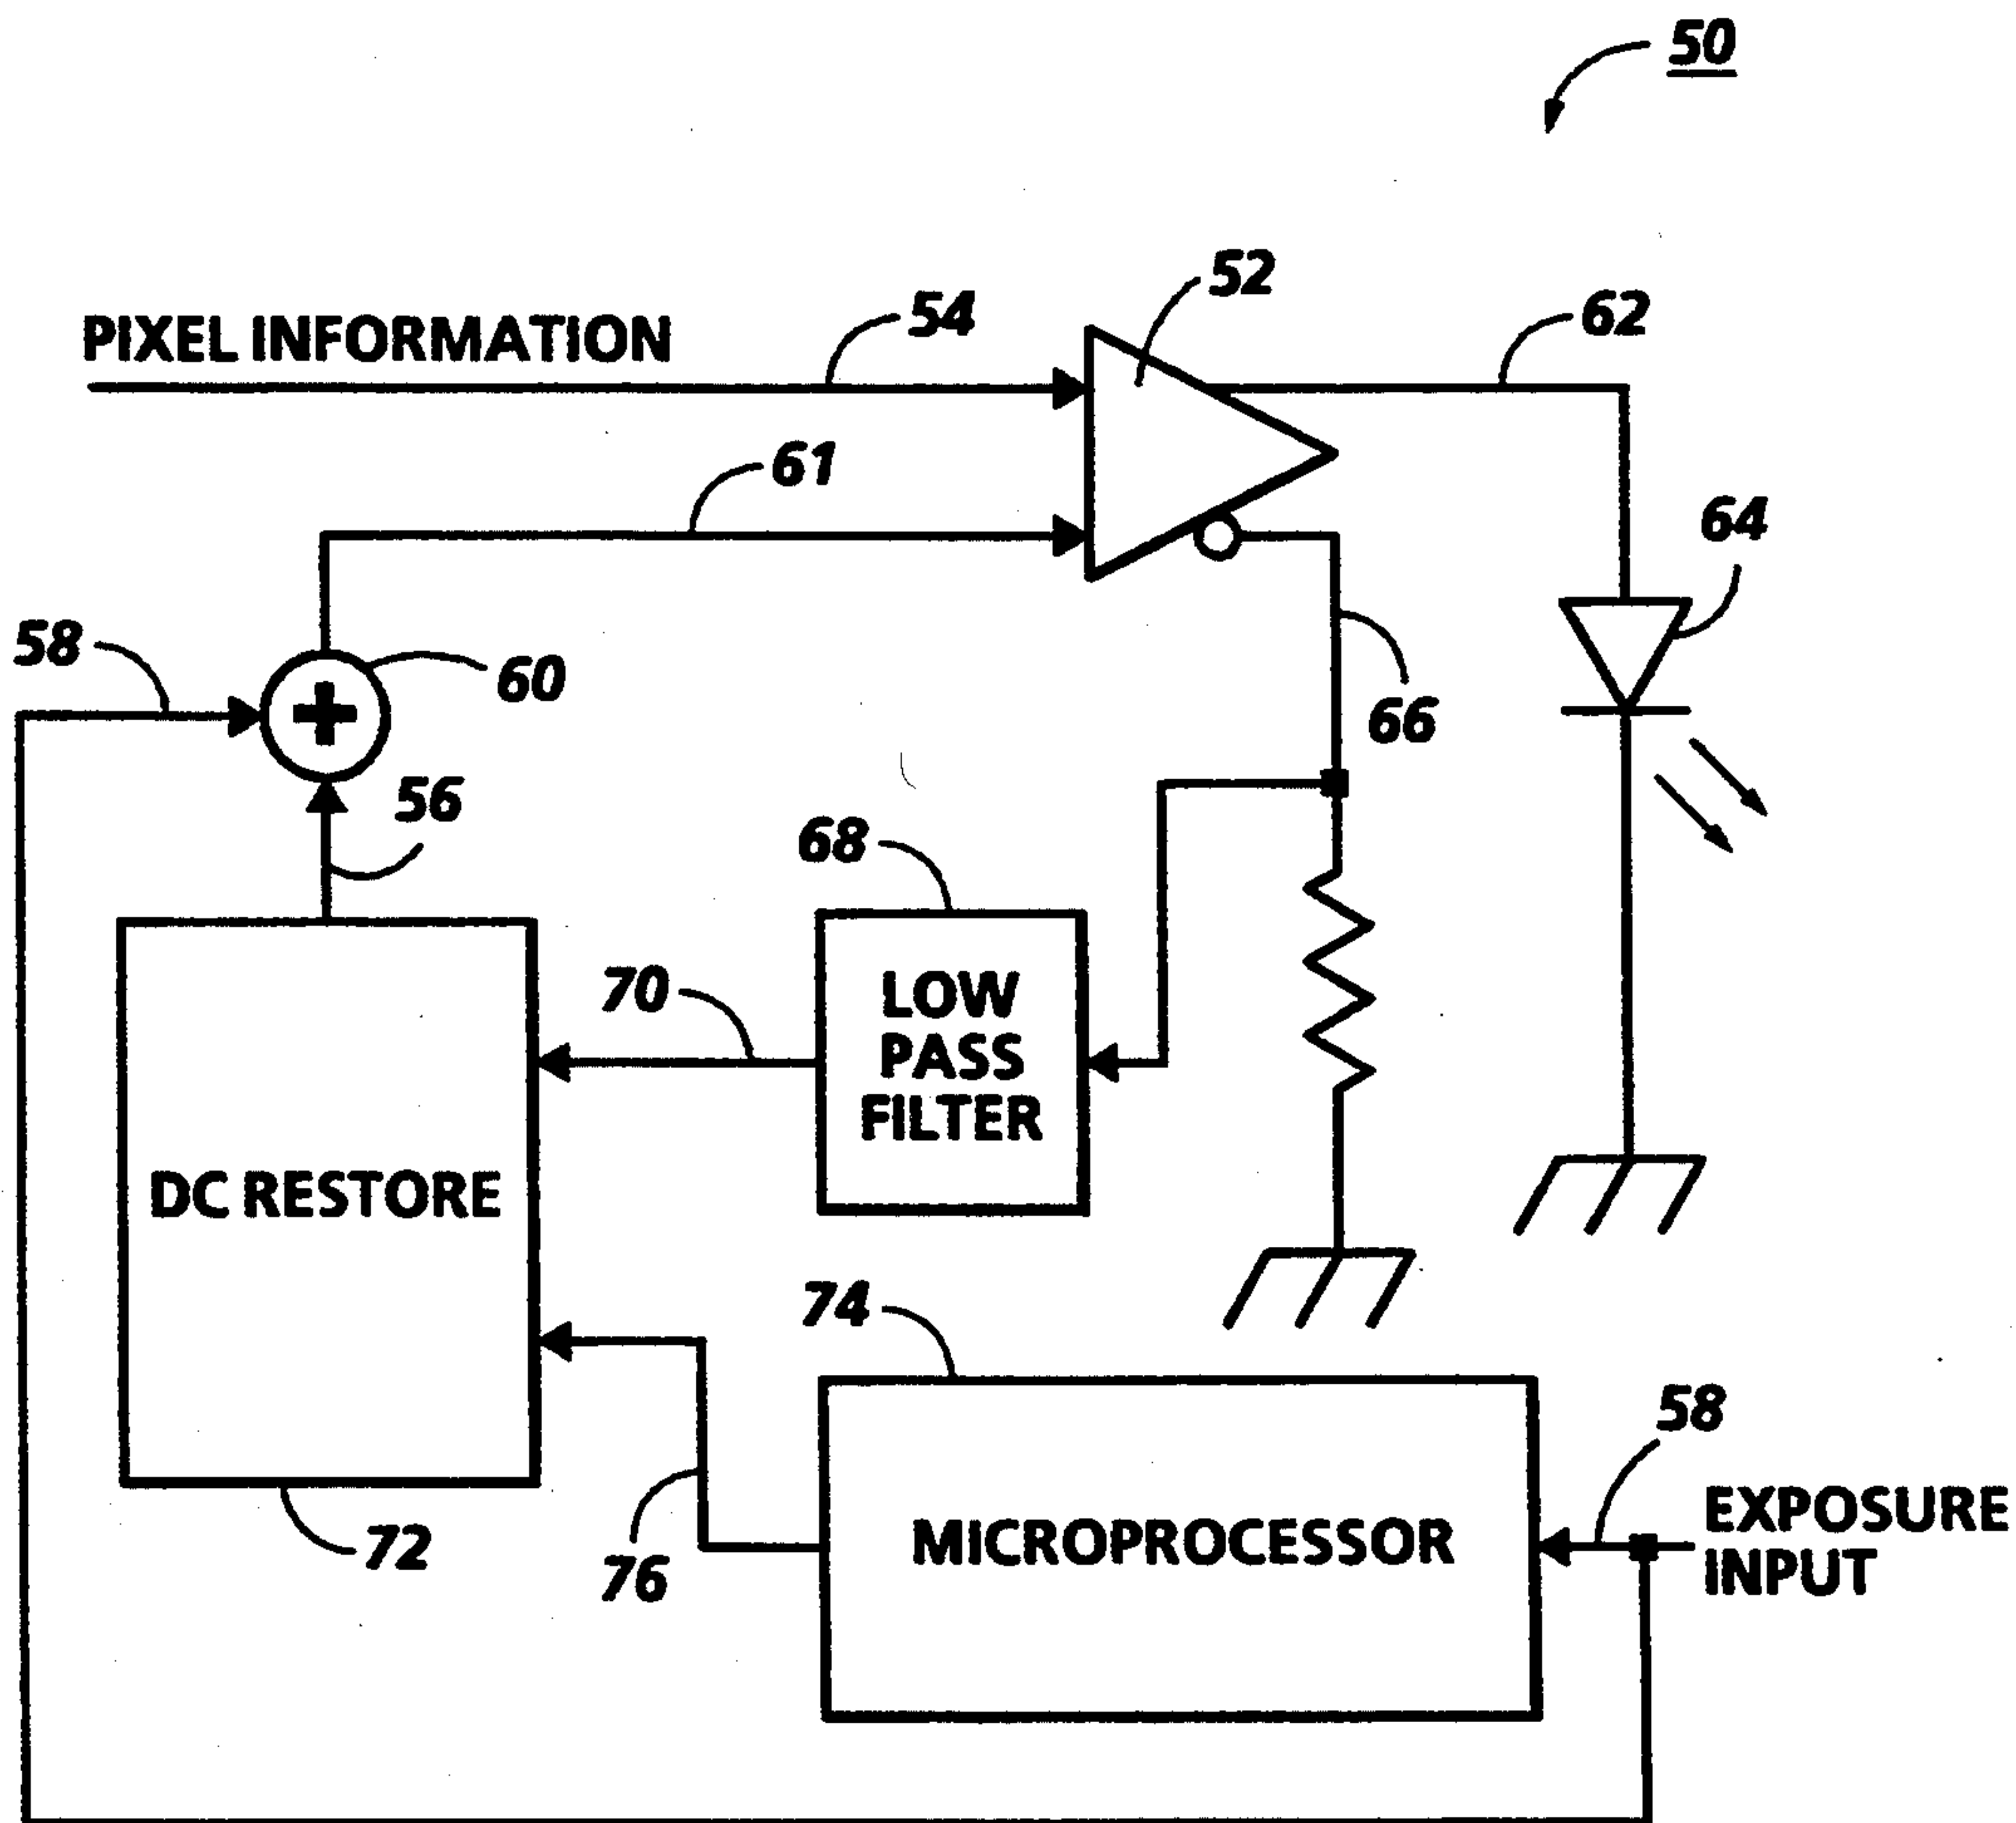 50
52
54
62
PIXEL INFORMATION
61
64
58
60
66
56
68
70
LOW
PASS
FILTER
DC RESTORE
74
58
EXPOSURE
INPUT
MICROPROCESSOR
72
76